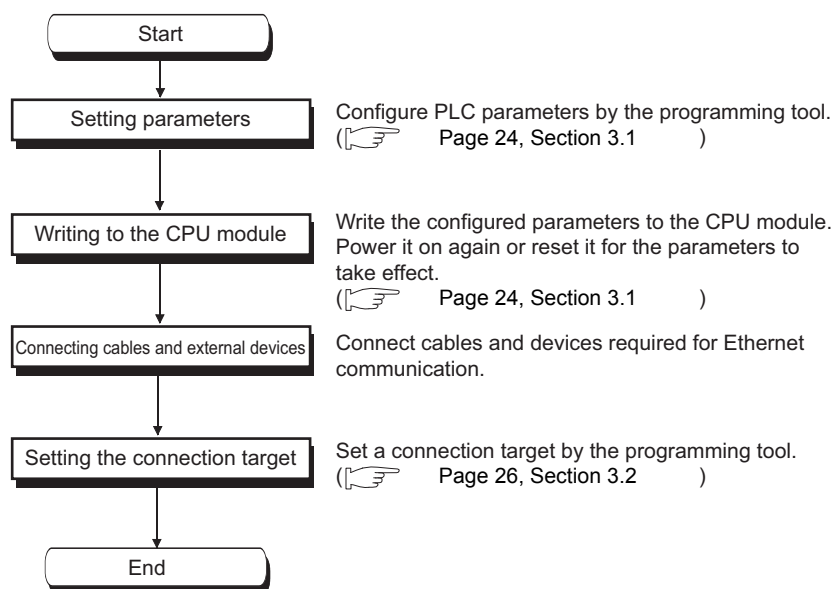 Start
Setting parameters
Configure PLC parameters by the programming tool.
( Page 24, Section 3.1 )
Writing to the CPU module
Write the configured parameters to the CPU module.
Power it on again or reset it for the parameters to
take effect.
( Page 24, Section 3.1 )
Connecting cables and external devices
Connect cables and devices required for Ethernet
communication.
Setting the connection target
Set a connection target by the programming tool.
( Page 26, Section 3.2 )
End